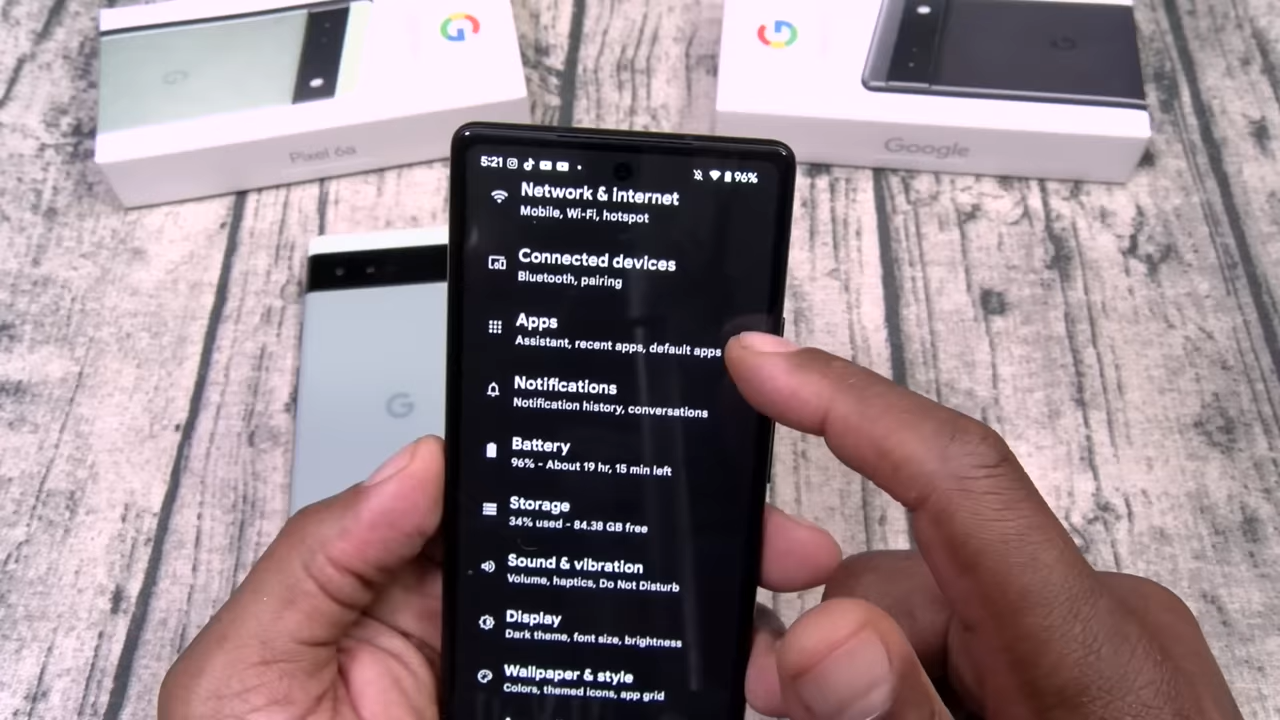 Pixel 6a
Google
5:21
96%
Network & internet
Mobile, Wi-Fi, hotspot
Connected devices
Bluetooth, pairing
Apps
Assistant, recent apps, default apps
Notifications
Notification history, conversations
Battery
96% - About 19 hr, 15 min left
Storage
34% used - 84.38 GB free
Sound & vibration
Volume, haptics, Do Not Disturb
Display
Dark theme, font size, brightness
Wallpaper & style
Colors, themed icons, app grid